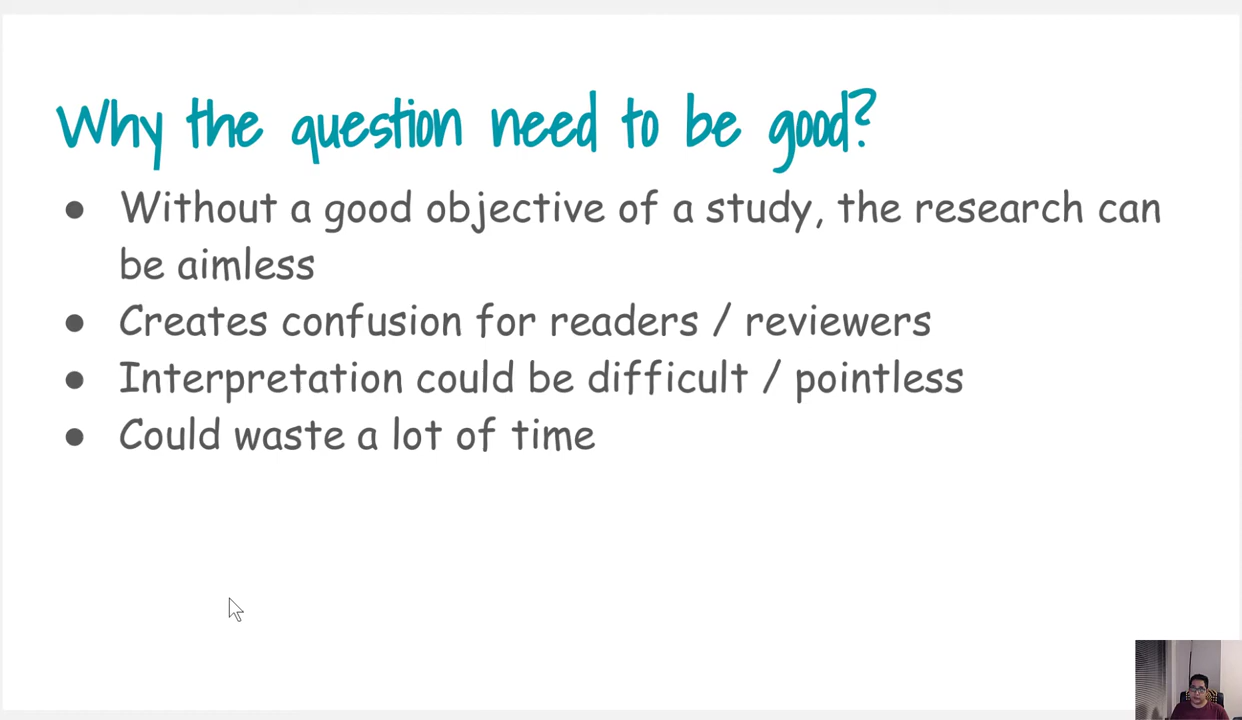 Why the question need to be good?
● Without a good objective of a study, the research can
be aimless
● Creates confusion for readers / reviewers
● Interpretation could be difficult / pointless
● Could waste a lot of time